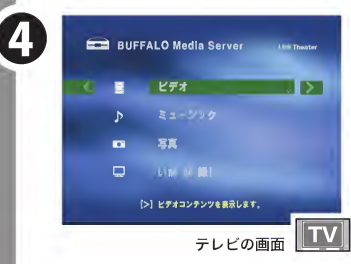 4
BUFFALO Media Server
Link Theater
ビデオ
ミュージック
写真
[>] ビデオコンテンツを表示します。
テレビの画面
TV